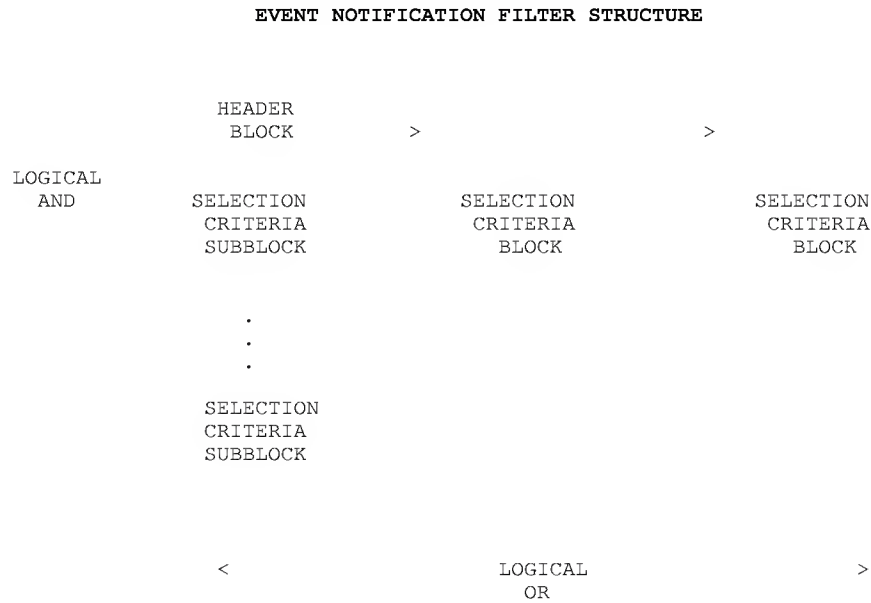 EVENT NOTIFICATION FILTER STRUCTURE
HEADER
BLOCK > >
LOGICAL
AND SELECTION SELECTION SELECTION
CRITERIA CRITERIA CRITERIA
SUBBLOCK BLOCK BLOCK
.
.
.
SELECTION
CRITERIA
SUBBLOCK
< LOGICAL >
OR